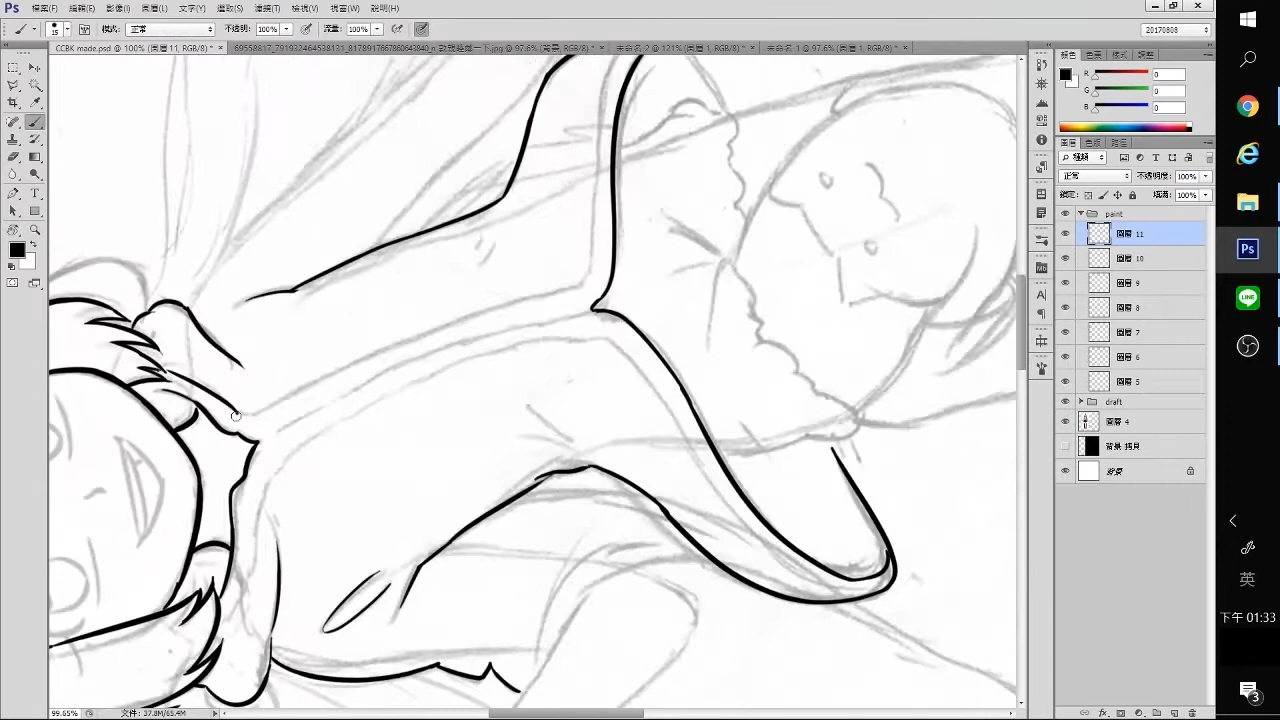 Ps 檔案(F) 編輯(E) 影像(I) 圖層(L) 文字(Y) 選取(S) 濾鏡(T) 檢視(V) 視窗(W) 說明(H)
15 模式: 正常 不透明: 100% 流量: 100% 20170808
CCBK made.psd @ 100% (圖層 11, RGB/8) *
未命名-2 @ 121% (圖層 1, RGB/8) *
未命名-1 @ 97.6% (圖層 1, RGB/8) *
顏色 色票 樣式 調整
R 0
G 0
B 0
圖層 色版 路徑
種類
正常 不透明度: 100%
鎖定: 填滿: 100%
paint
圖層 11
圖層 10
圖層 9
圖層 8
圖層 7
圖層 6
圖層 5
draft
圖層 4
背景 拷貝
背景
99.65% 文件: 37.8M/65.4M
Mb
Ps
LINE
英
下午 01:33
3